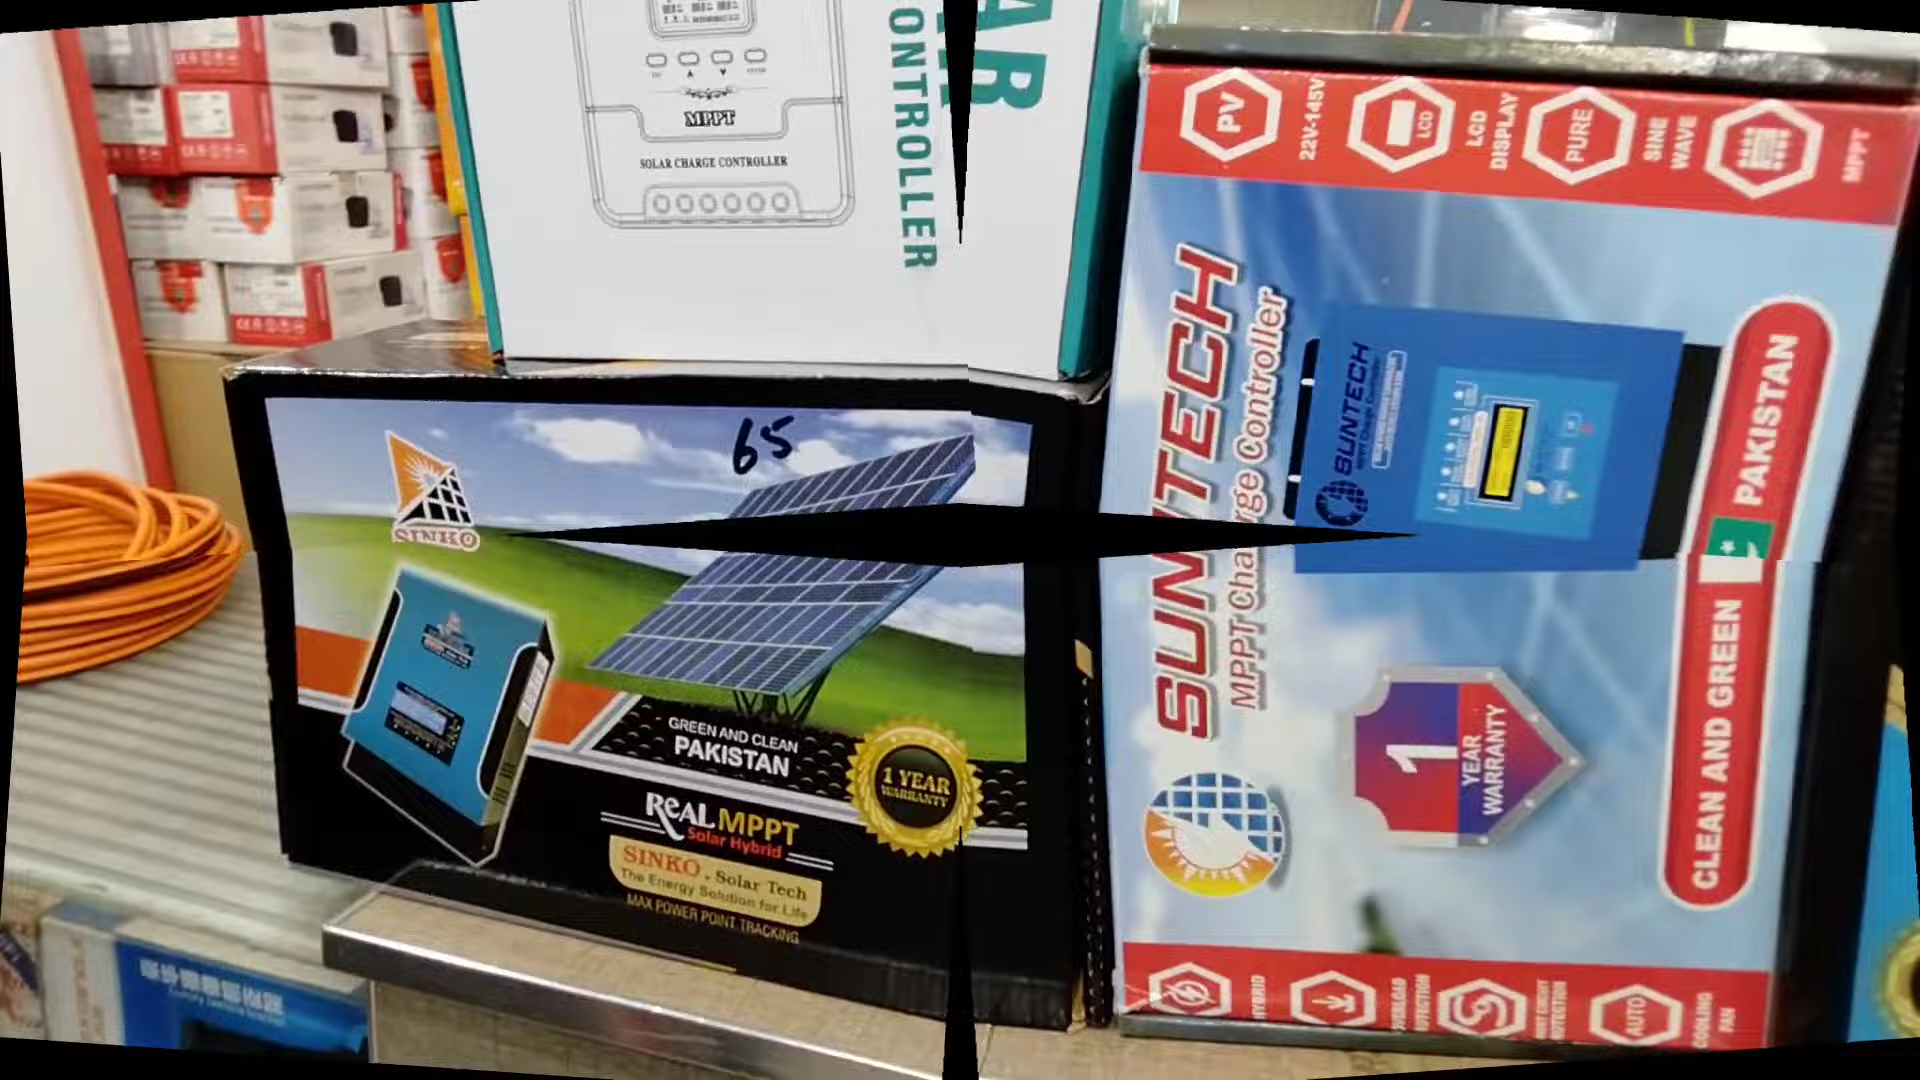 MPPT
SOLAR CHARGE CONTROLLER
AR
ONTROLLER
65
SINKO
GREEN AND CLEAN
PAKISTAN
1 YEAR
WARRANTY
ReAL MPPT
Solar Hybrid
SINKO . Solar Tech
The Energy Solution for Life
MAX POWER POINT TRACKING
PV
22V-145V
LCD
LCD
DISPLAY
PURE
SINE
WAVE
MPPT
SUNTECH
MPPT Charge Controller
SUNTECH
1
YEAR
WARRANTY
CLEAN AND GREEN PAKISTAN
AUTO
COOLING
FAN